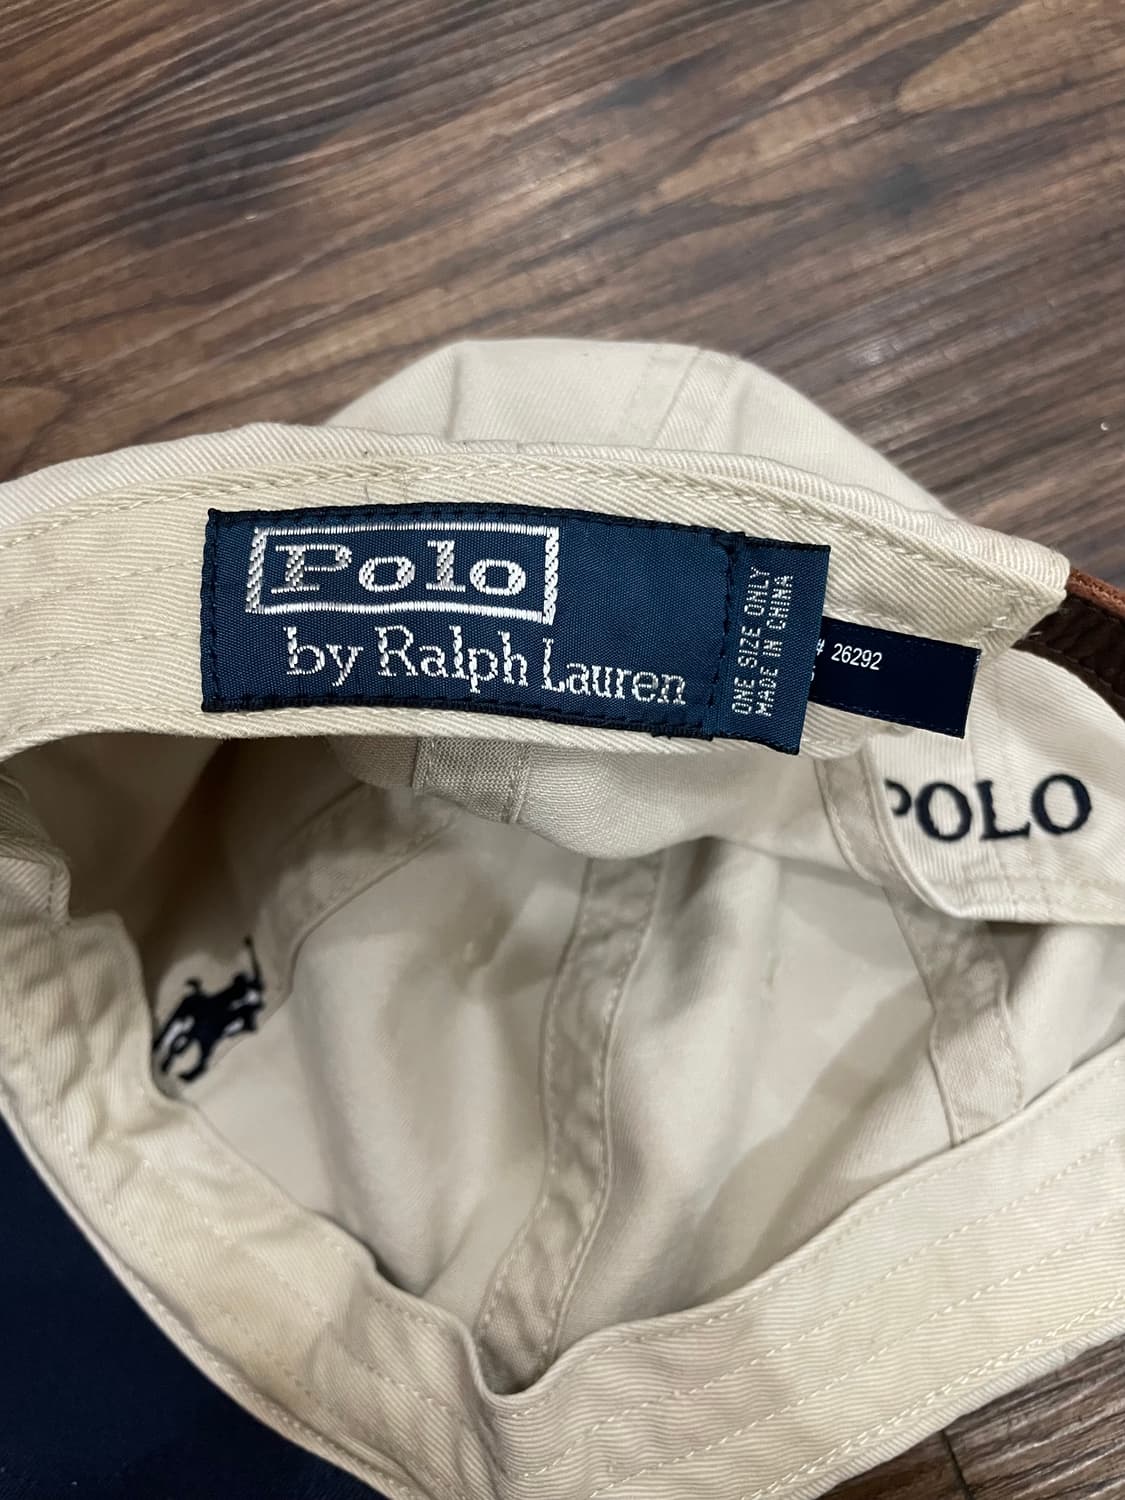 Polo
by Ralph Lauren
ONE SIZE ONLY
MADE IN CHINA
# 26292
POLO